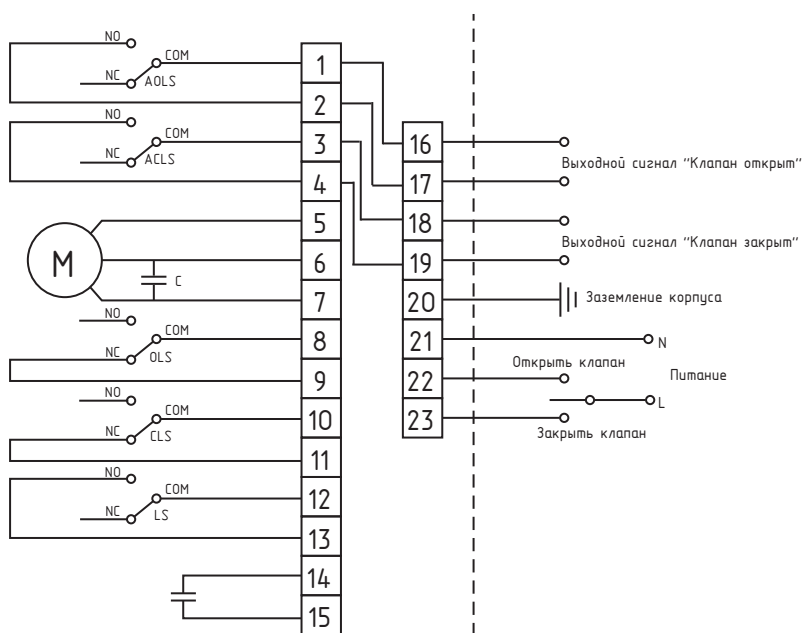 NO
COM
NC
AOLS
NO
COM
NC
ACLS
M
C
NO
COM
NC
OLS
NO
COM
NC
CLS
NO
COM
NC
LS
1
2
3
4
5
6
7
8
9
10
11
12
13
14
15
16
17
18
19
20
21
22
23
Выходной сигнал "Клапан открыт"
Выходной сигнал "Клапан закрыт"
Заземление корпуса
N
Открыть клапан
Питание
L
Закрыть клапан